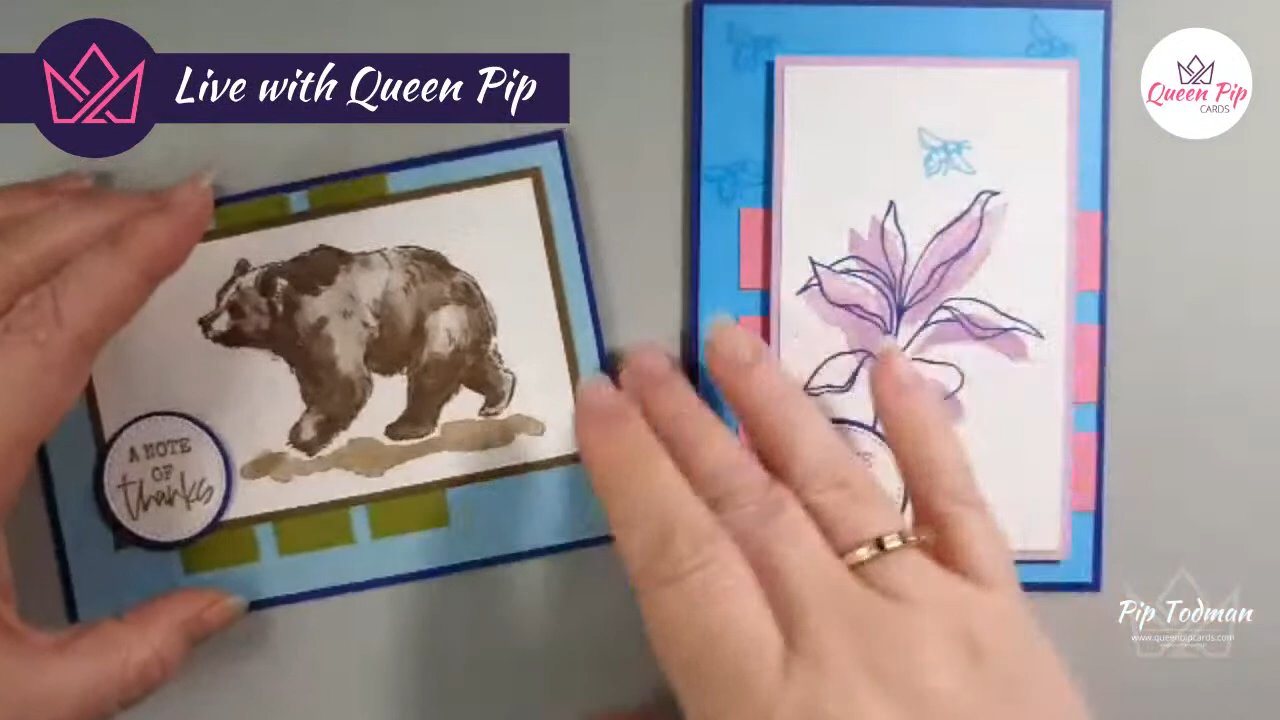 Live with Queen Pip
Queen Pip
CARDS
A NOTE
OF
thanks
Pip Todman
www.queenpipcards.com